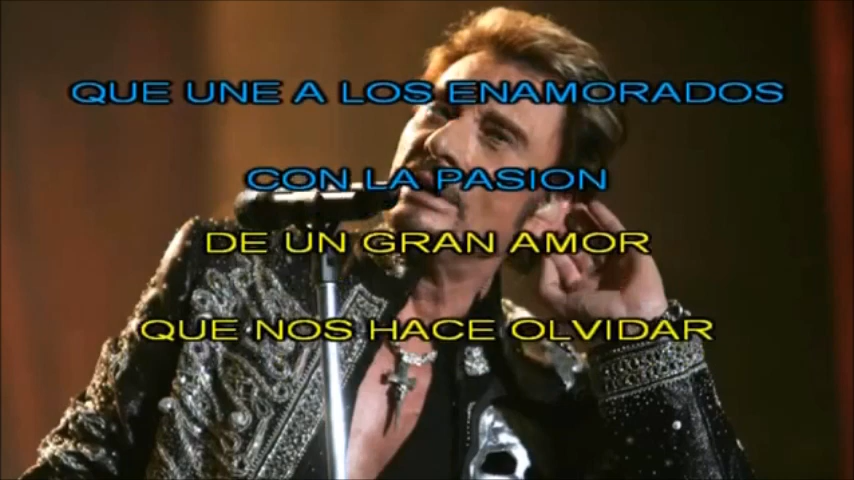 QUE UNE A LOS ENAMORADOS
CON LA PASION
DE UN GRAN AMOR
QUE NOS HACE OLVIDAR